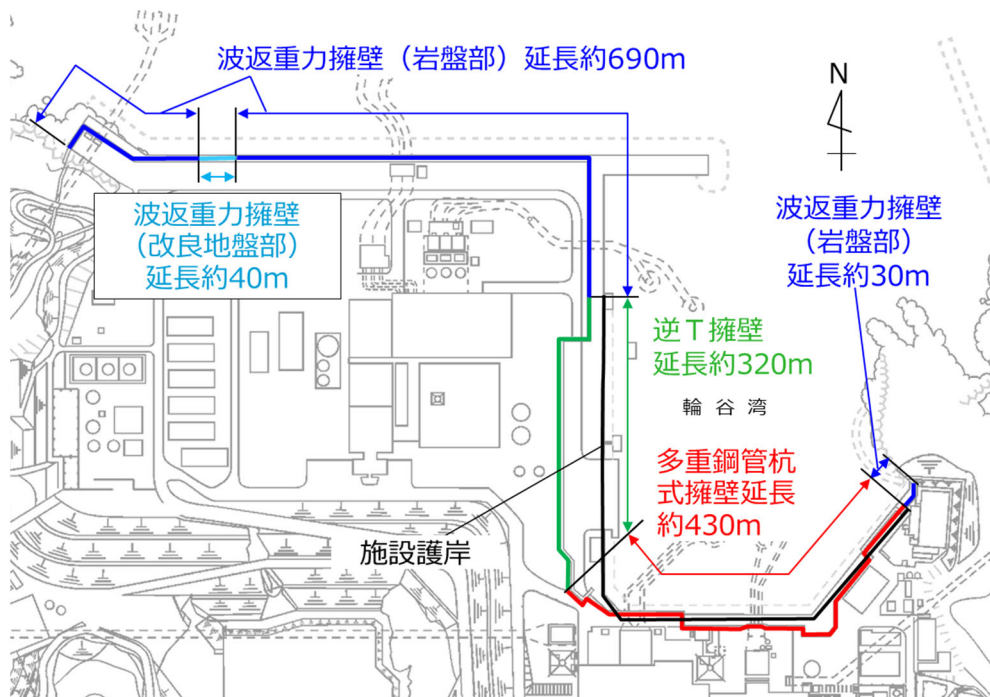 波返重力擁壁（岩盤部）延長約690m
N
波返重力擁壁
（改良地盤部）
延長約40m
波返重力擁壁
（岩盤部）
延長約30m
逆Ｔ擁壁
延長約320m
輪谷湾
多重鋼管杭
式擁壁延長
約430m
施設護岸